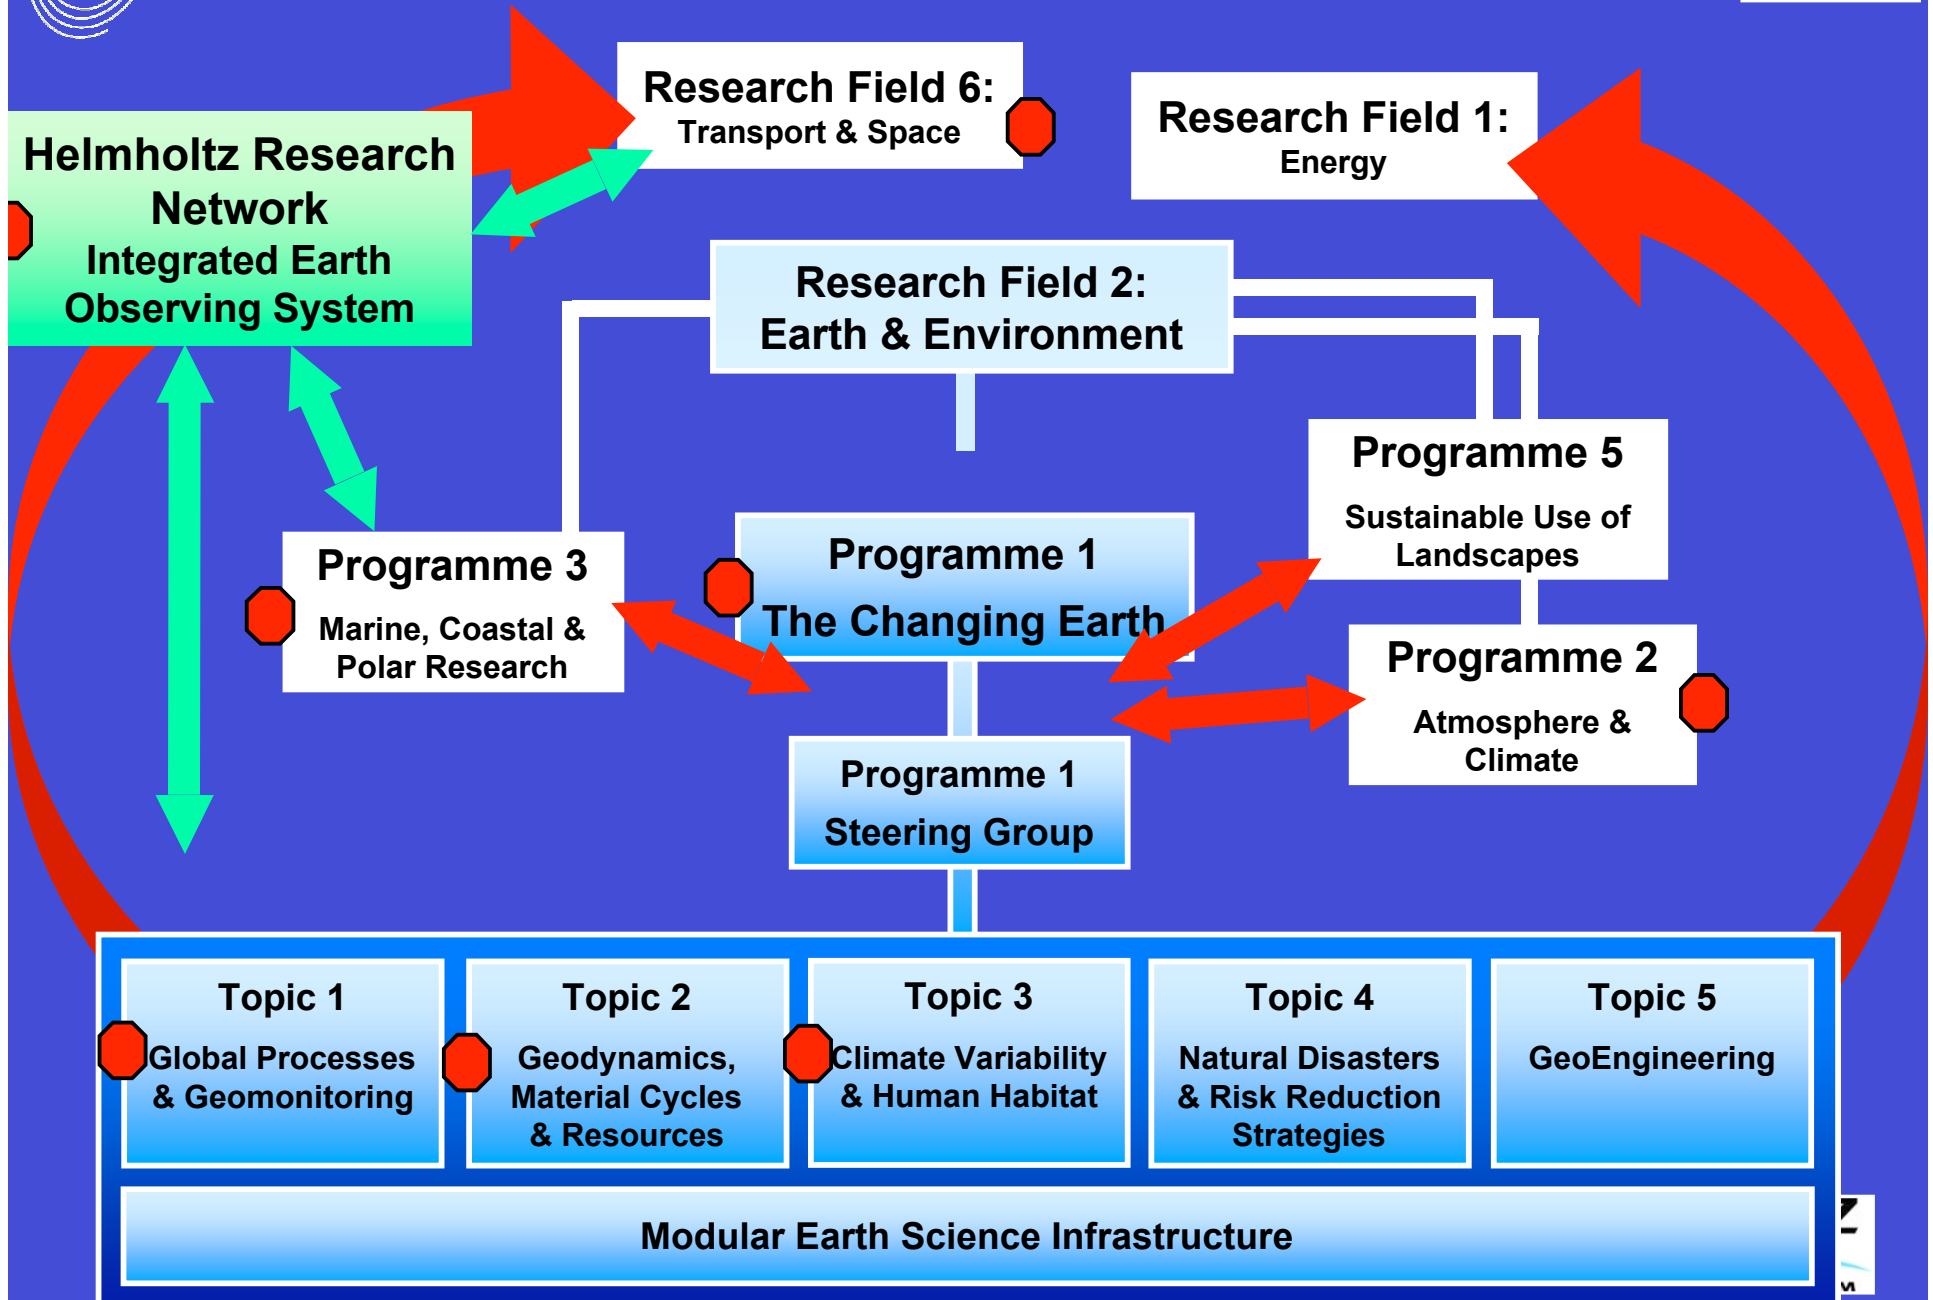 Research Field 6:
Transport & Space
Research Field 1:
Energy
Helmholtz Research
Network
Integrated Earth
Observing System
Research Field 2:
Earth & Environment
Programme 5
Sustainable Use of
Landscapes
Programme 3
Marine, Coastal &
Polar Research
Programme 1
The Changing Earth
Programme 2
Atmosphere &
Climate
Programme 1
Steering Group
Topic 1
Global Processes
& Geomonitoring
Topic 2
Geodynamics,
Material Cycles
& Resources
Topic 3
Climate Variability
& Human Habitat
Topic 4
Natural Disasters
& Risk Reduction
Strategies
Topic 5
GeoEngineering
Modular Earth Science Infrastructure